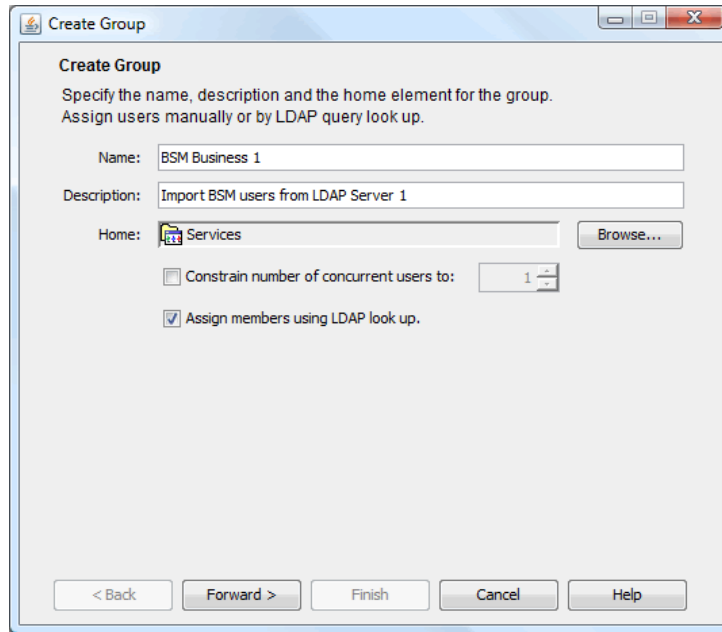 Create Group
Create Group
Specify the name, description and the home element for the group.
Assign users manually or by LDAP query look up.
Name: BSM Business 1
Description: Import BSM users from LDAP Server 1
Home: Services Browse...
Constrain number of concurrent users to: 1
Assign members using LDAP look up.
< Back Forward > Finish Cancel Help